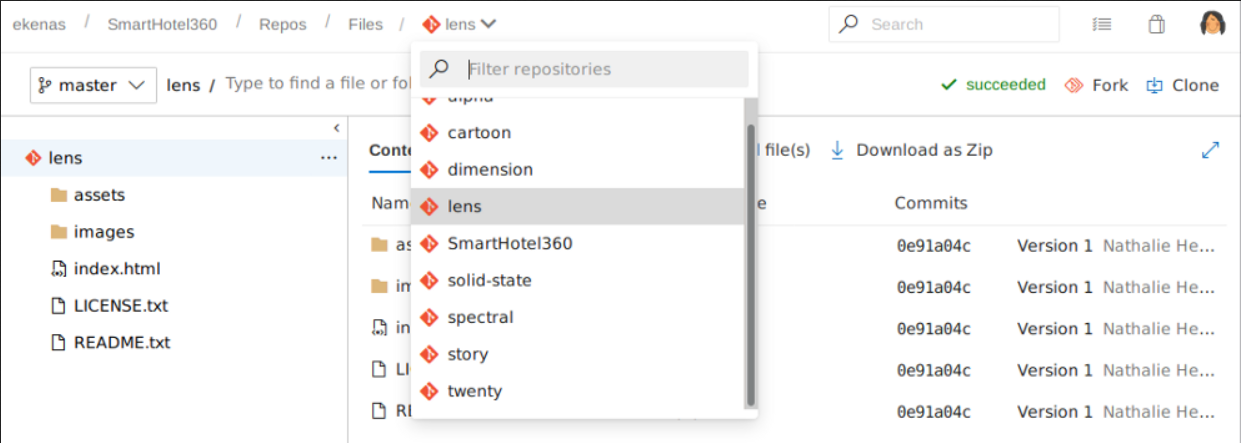 ekenas / SmartHotel360 / Repos / Files / lens
Search
master
lens / Type to find a file or fol
succeeded
Fork
Clone
Filter repositories
alpha
cartoon
dimension
lens
SmartHotel360
solid-state
spectral
story
twenty
lens ...
assets
images
index.html
LICENSE.txt
README.txt
Conte
file(s)
Download as Zip
Nam
e
Commits
as
0e91a04c Version 1 Nathalie He...
im
0e91a04c Version 1 Nathalie He...
in
0e91a04c Version 1 Nathalie He...
LI
0e91a04c Version 1 Nathalie He...
RE
0e91a04c Version 1 Nathalie He...